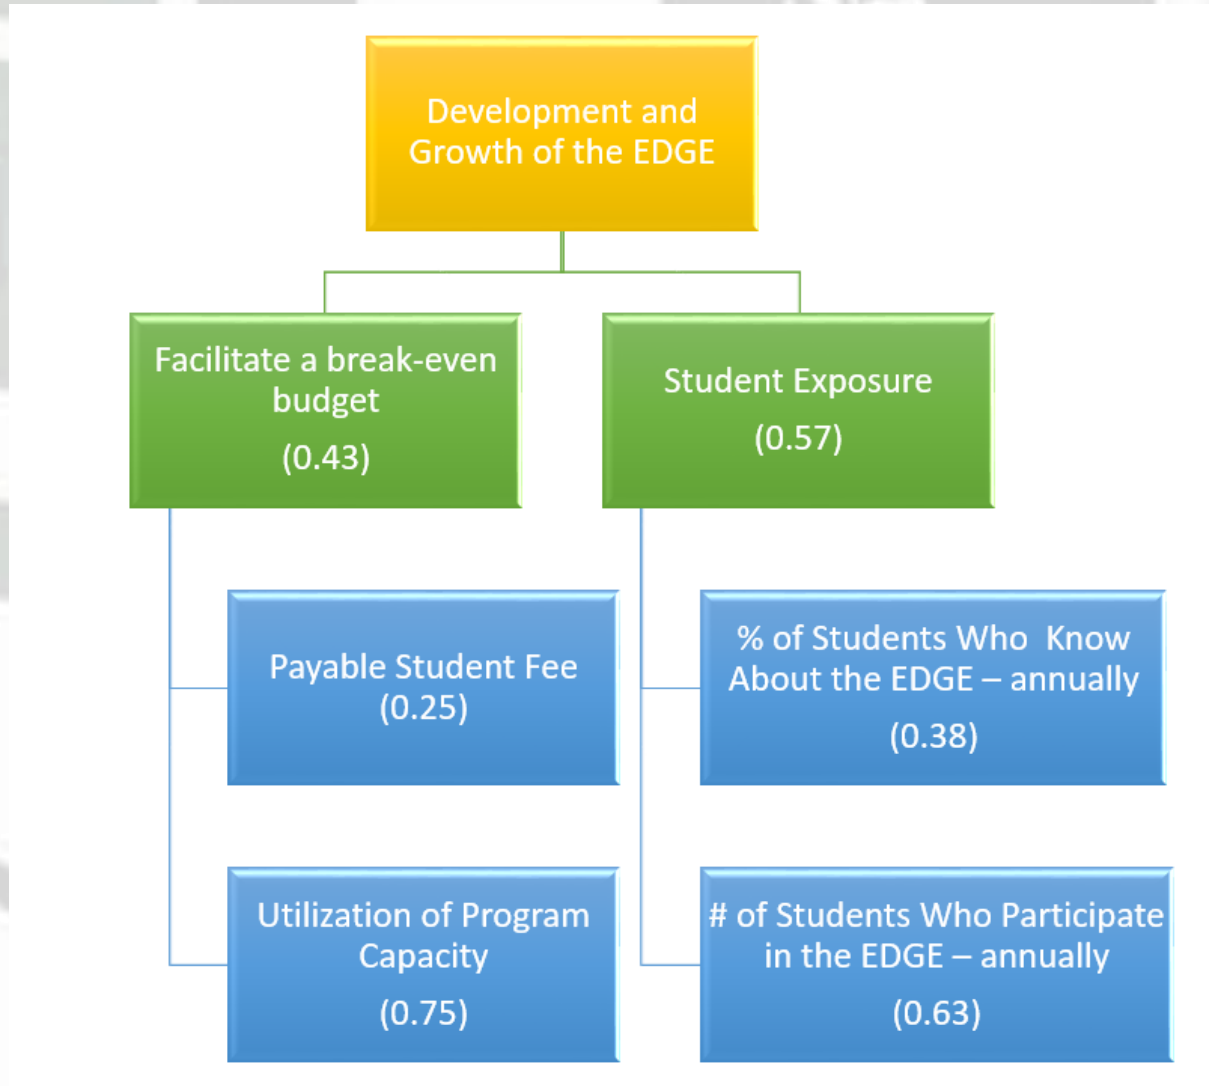 Development and
Growth of the EDGE
Facilitate a break-even
budget
(0.43)
Student Exposure
(0.57)
Payable Student Fee
(0.25)
% of Students Who  Know
About the EDGE – annually
(0.38)
Utilization of Program
Capacity
(0.75)
# of Students Who Participate
in the EDGE – annually
(0.63)